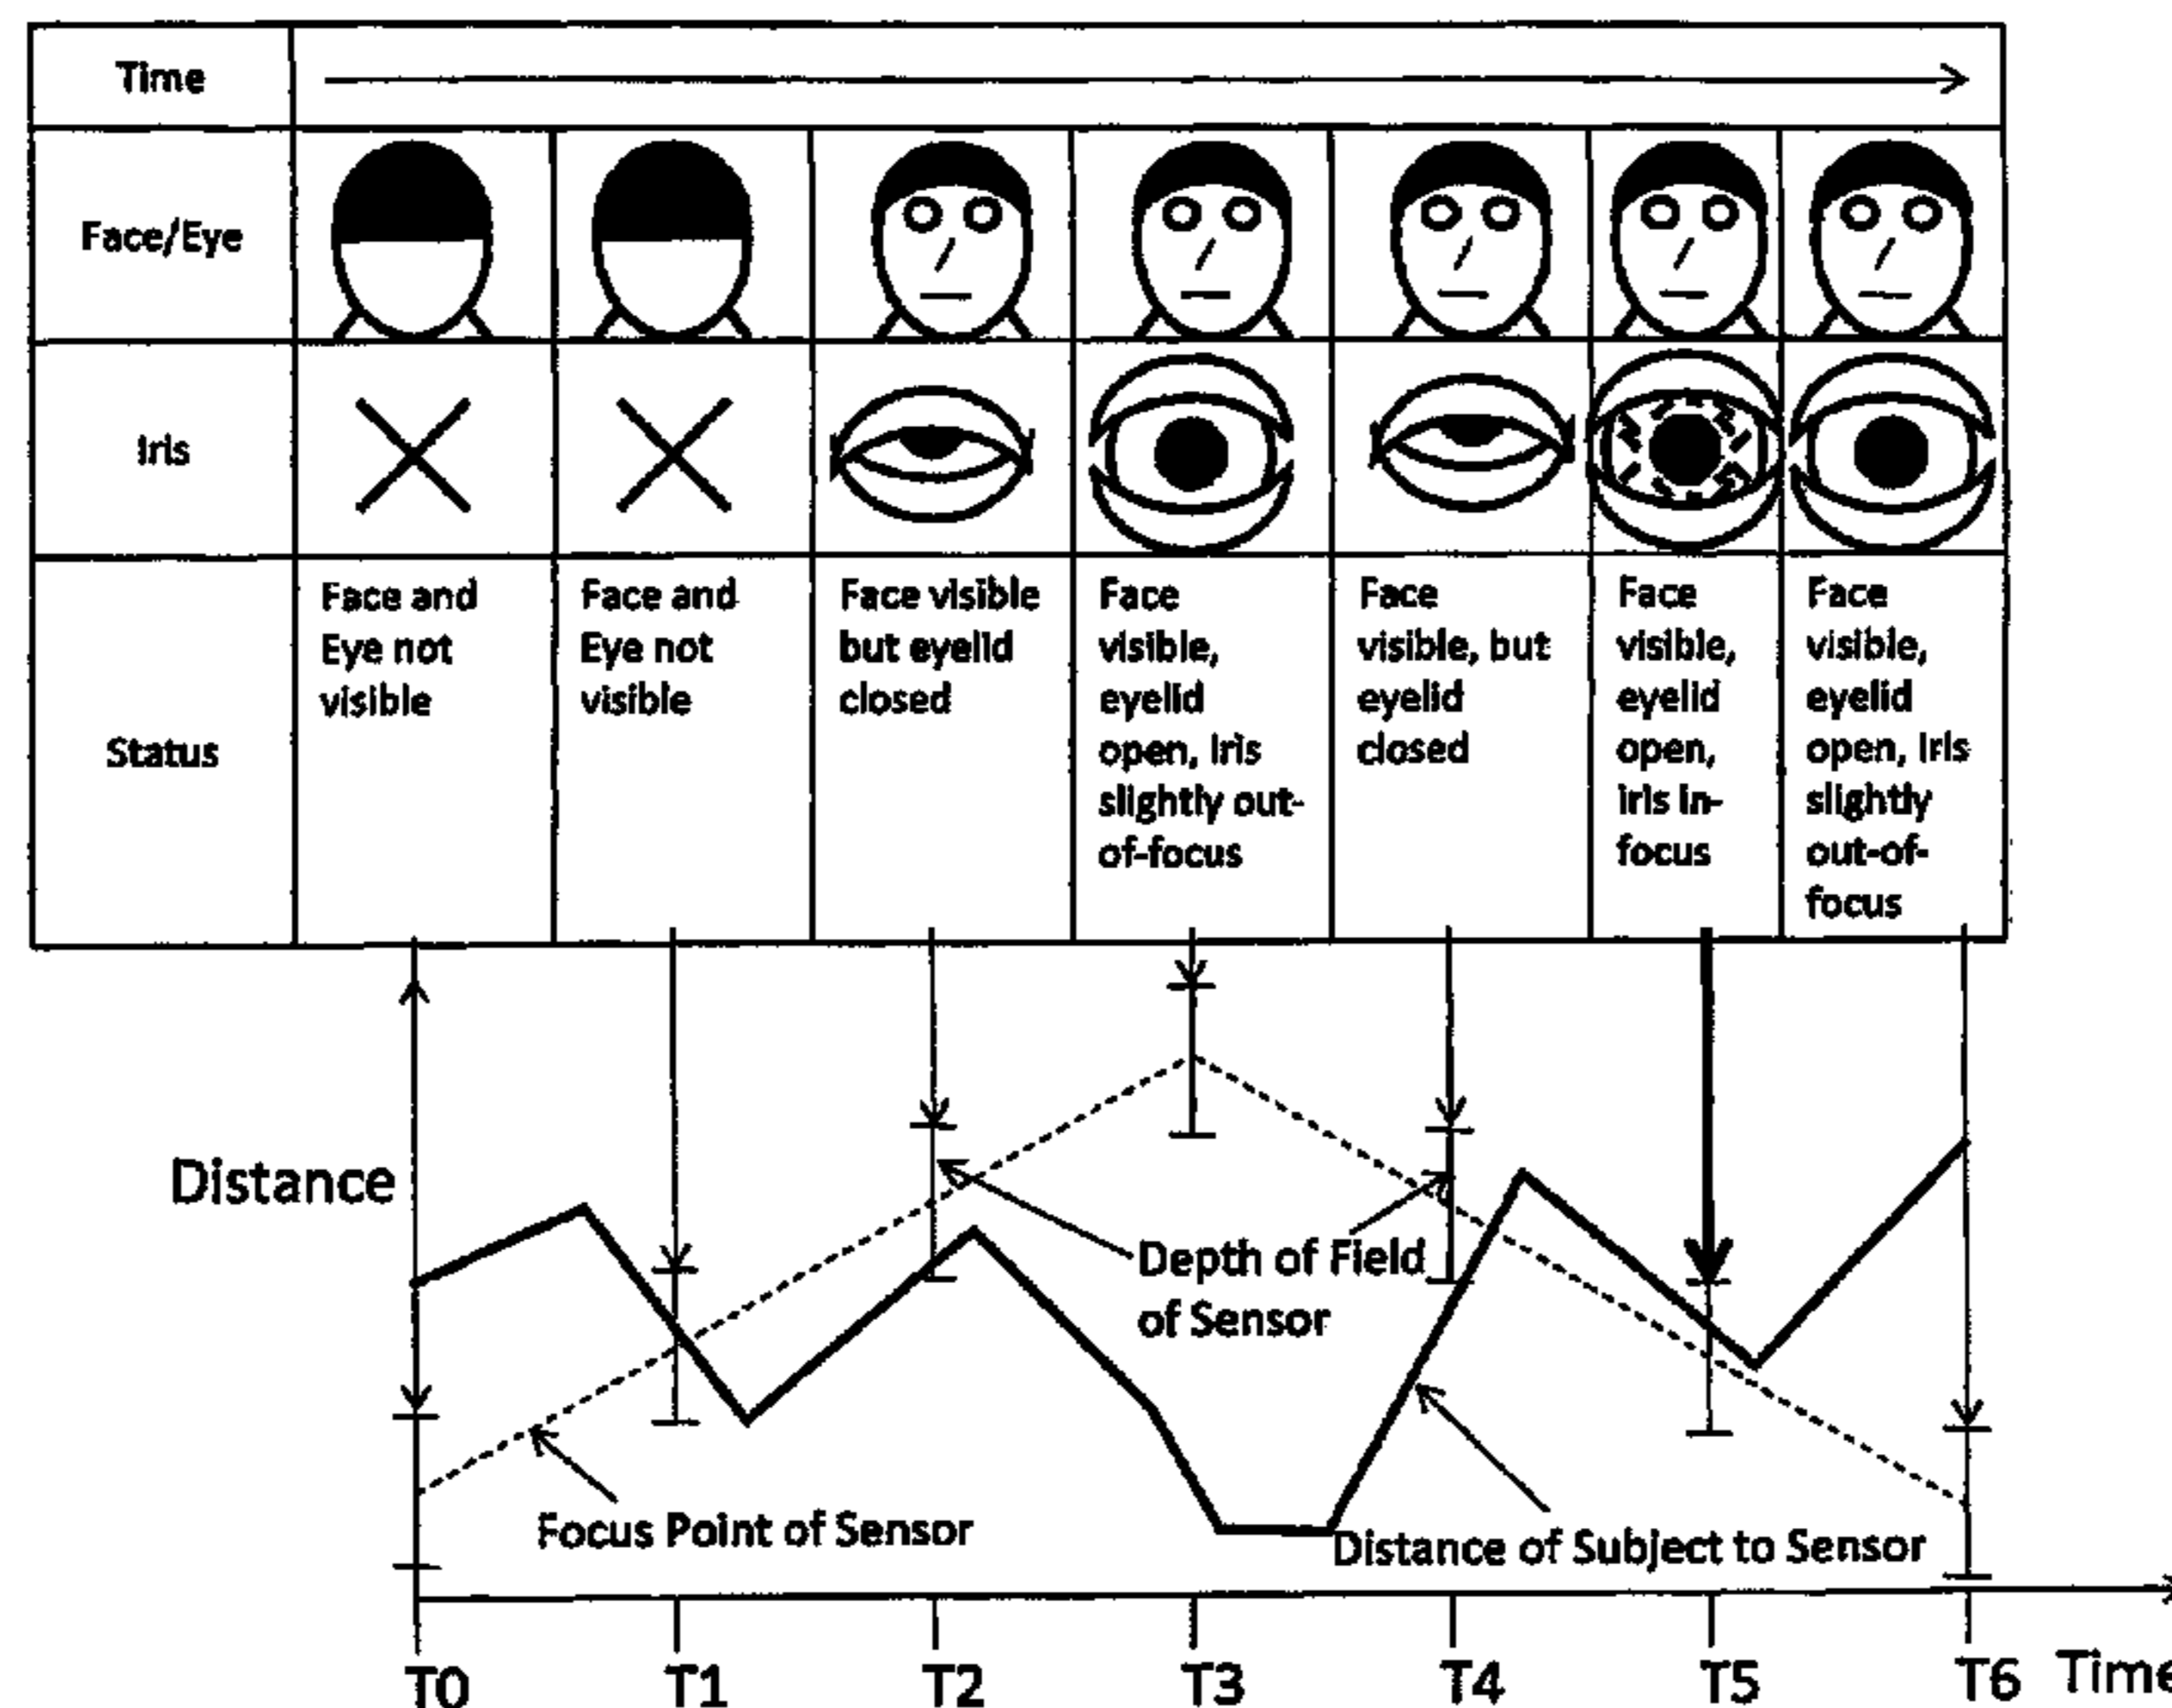 Time
Face/Eye
Iris
Status
Face and
Eye not
visible
Face and
Eye not
visible
Face visible
but eyelid
closed
Face
visible,
eyelid
open, Iris
slightly out-
of-focus
Face
visible, but
eyelid
closed
Face
visible,
eyelid
open,
iris in-
focus
Face
visible,
eyelid
open, Iris
slightly
out-of-
focus
Distance
Depth of Field
of Sensor
Focus Point of Sensor
Distance of Subject to Sensor
T0 T1 T2 T3 T4 T5 T6 Time